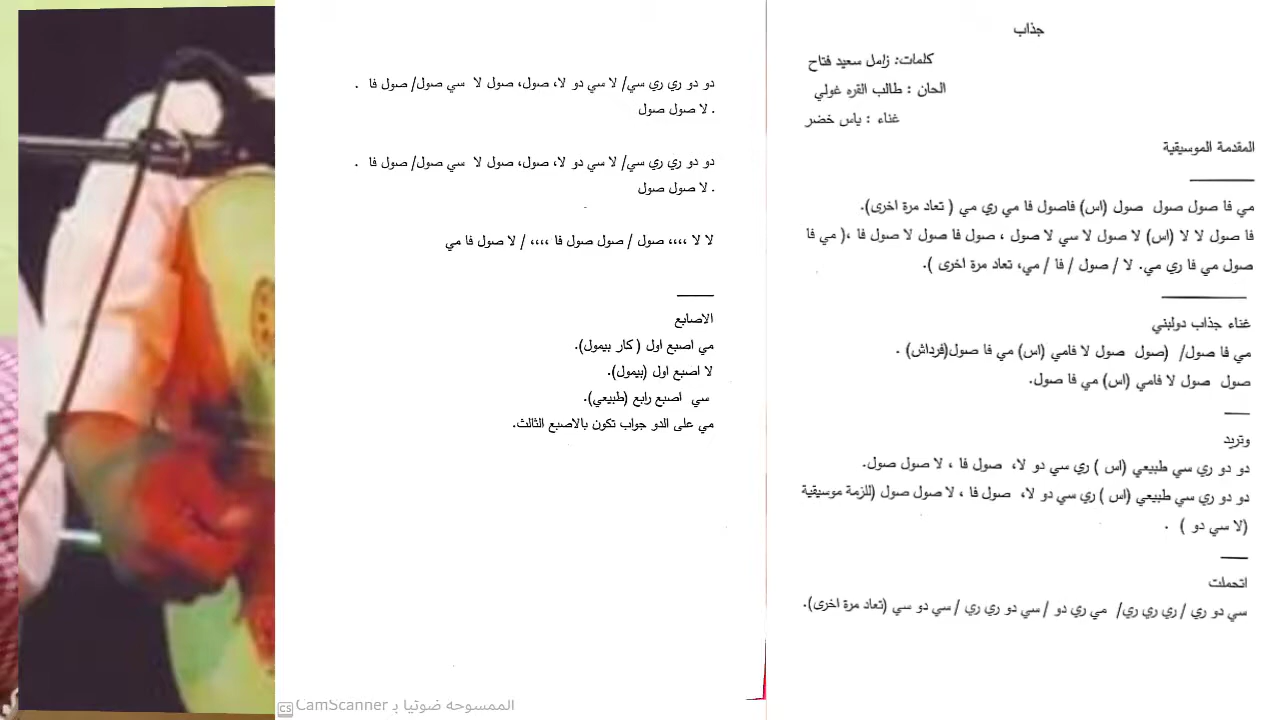 جذاب
كلمات: زامل سعيد فتاح
الحان : طالب القره غولي
غناء : ياس خضر
المقدمة الموسيقية
مي فا صول صول صول (اس) فاصول فا مي ري مي ( تعاد مرة اخرى).
فا صول لا لا (اس) لا صول لا سي لا صول ، صول فا صول لا صول فا ،( مي فا
صول مي فا ري مي. لا / صول / فا / مي، تعاد مرة اخرى ).
غناء جذاب دولبني
مي فا صول/ (صول صول لا فامي (اس) مي فا صول(فرداش) .
صول صول لا فامي (اس) مي فا صول.
وتريد
دو دو ري سي طبيعي (اس ) ري سي دو لا، صول فا ، لا صول صول.
دو دو ري سي طبيعي (اس ) ري سي دو لا، صول فا ، لا صول صول (للزمة موسيقية
(لا سي دو ) .
اتحملت
سي دو ري / ري ري ري/ مي ري دو / سي دو ري ري / سي دو سي (تعاد مرة اخرى).
دو دو ري ري سي/ لا سي دو لا، صول، صول لا سي صول/ صول فا .
. لا صول صول
دو دو ري ري سي/ لا سي دو لا، صول، صول لا سي صول/ صول فا .
. لا صول صول
لا لا ،،،، صول / صول صول فا ،،،، / لا صول فا مي
الاصابع
مي اصبع اول ( كار بيمول).
لا اصبع اول (بيمول).
سي اصبع رابع (طبيعي).
مي على الدو جواب تكون بالاصبع الثالث.
CS CamScanner الممسوحة ضوئيا بـ